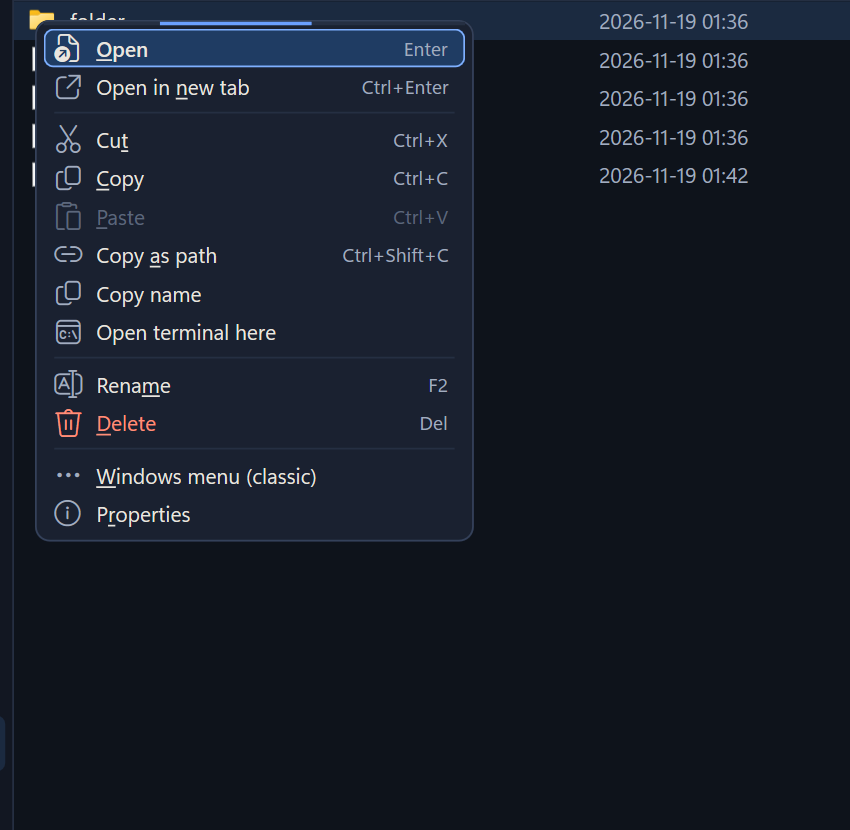 folder 2026-11-19 01:36
Open Enter
2026-11-19 01:36
Open in new tab Ctrl+Enter
2026-11-19 01:36
Cut Ctrl+X
2026-11-19 01:36
Copy Ctrl+C
2026-11-19 01:42
Paste Ctrl+V
Copy as path Ctrl+Shift+C
Copy name
C:\
Open terminal here
Rename F2
Delete Del
Windows menu (classic)
Properties